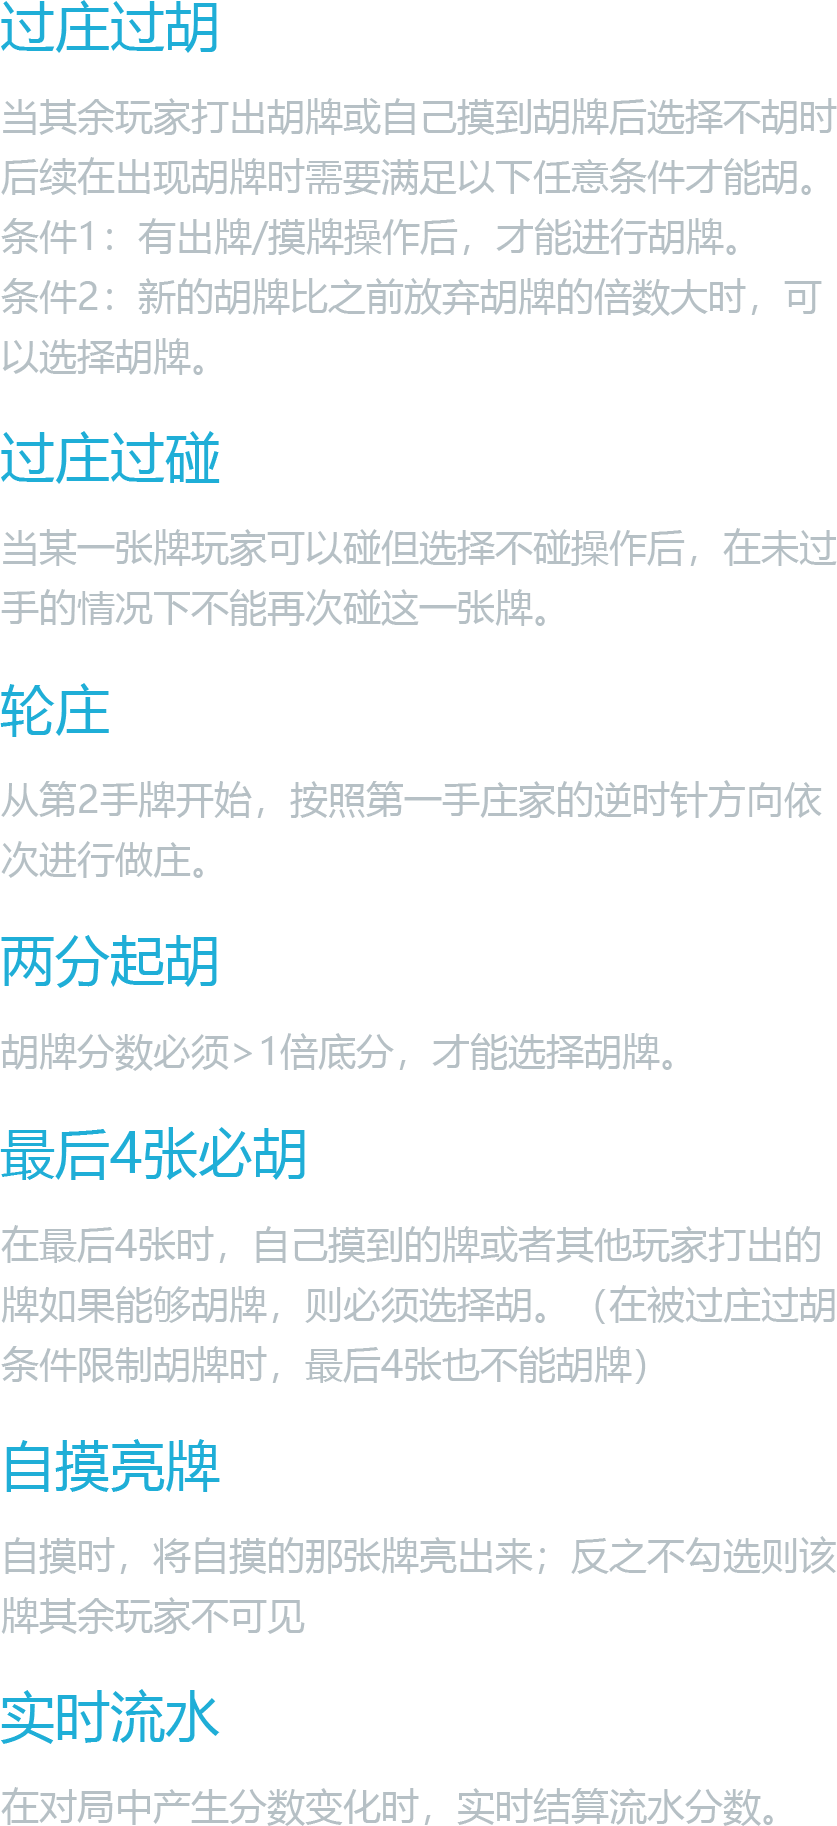 过庄过胡
当其余玩家打出胡牌或自己摸到胡牌后选择不胡时
后续在出现胡牌时需要满足以下任意条件才能胡。
条件1：有出牌/摸牌操作后，才能进行胡牌。
条件2：新的胡牌比之前放弃胡牌的倍数大时，可
以选择胡牌。
过庄过碰
当某一张牌玩家可以碰但选择不碰操作后，在未过
手的情况下不能再次碰这一张牌。
轮庄
从第2手牌开始，按照第一手庄家的逆时针方向依
次进行做庄。
两分起胡
胡牌分数必须>1倍底分，才能选择胡牌。
最后4张必胡
在最后4张时，自己摸到的牌或者其他玩家打出的
牌如果能够胡牌，则必须选择胡。（在被过庄过胡
条件限制胡牌时，最后4张也不能胡牌）
自摸亮牌
自摸时，将自摸的那张牌亮出来；反之不勾选则该
牌其余玩家不可见
实时流水
在对局中产生分数变化时，实时结算流水分数。